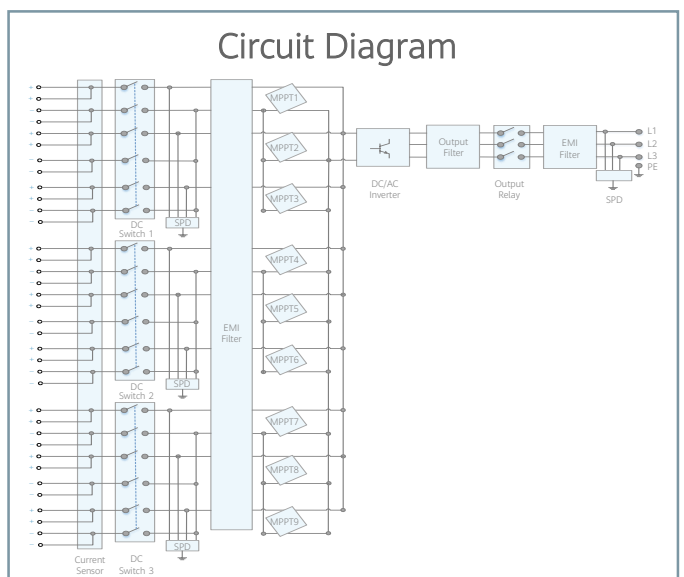 Circuit Diagram
MPPT1
MPPT2
MPPT3
DC
Switch 1
SPD
MPPT4
MPPT5
MPPT6
DC
Switch 2
SPD
EMI
Filter
MPPT7
MPPT8
MPPT9
Current
Sensor
DC
Switch 3
SPD
DC/AC
Inverter
Output
Filter
Output
Relay
EMI
Filter
L1
L2
L3
PE
SPD